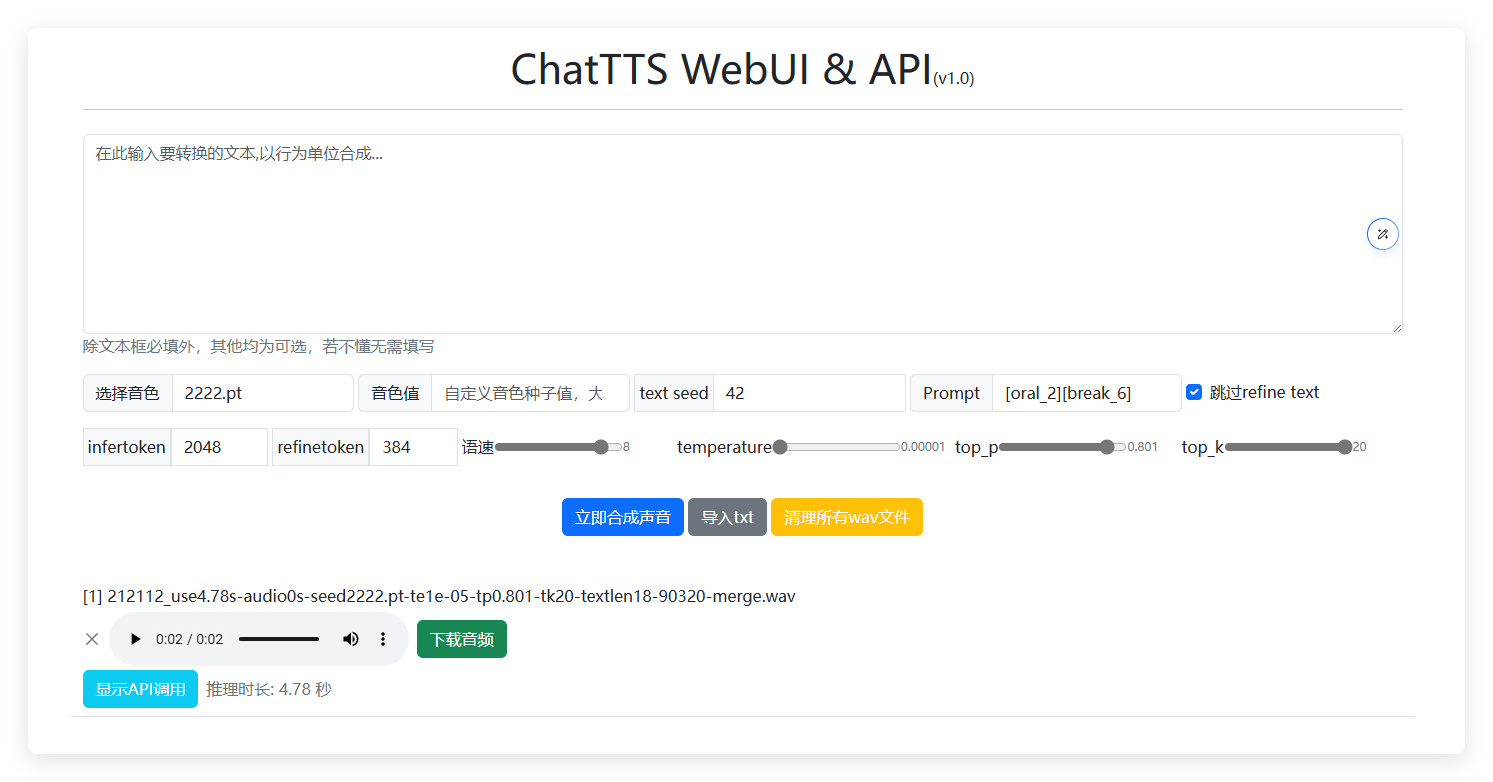 ChatTTS WebUI & API(v1.0)
在此输入要转换的文本,以行为单位合成...
除文本框必填外，其他均为可选，若不懂无需填写
选择音色 2222.pt 音色值 自定义音色种子值，大 text seed 42 Prompt [oral_2][break_6] 跳过refine text
infertoken 2048 refinetoken 384 语速 8 temperature 0.00001 top_p 0.801 top_k 20
立即合成声音 导入txt 清理所有wav文件
[1] 212112_use4.78s-audio0s-seed2222.pt-te1e-05-tp0.801-tk20-textlen18-90320-merge.wav
0:02 / 0:02 下载音频
显示API调用 推理时长: 4.78 秒